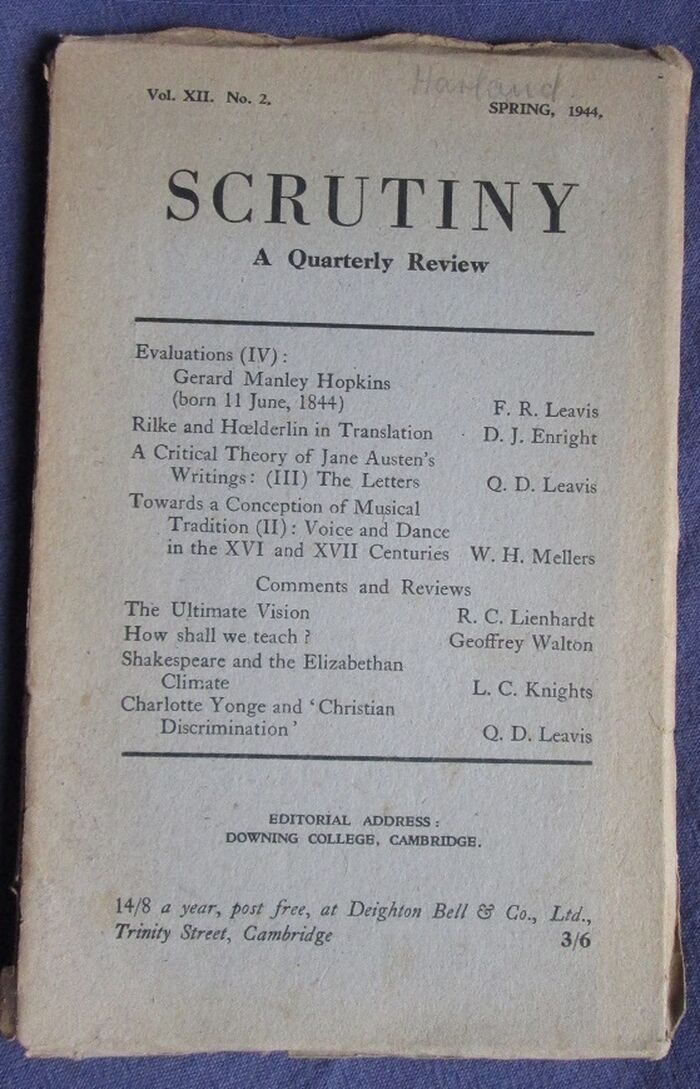 Harland
Vol. XII. No. 2. SPRING, 1944.
SCRUTINY
A Quarterly Review
Evaluations (IV):
Gerard Manley Hopkins
(born 11 June, 1844) F. R. Leavis
Rilke and Hœlderlin in Translation D. J. Enright
A Critical Theory of Jane Austen's
Writings: (III) The Letters Q. D. Leavis
Towards a Conception of Musical
Tradition (II): Voice and Dance
in the XVI and XVII Centuries W. H. Mellers
Comments and Reviews
The Ultimate Vision R. C. Lienhardt
How shall we teach? Geoffrey Walton
Shakespeare and the Elizabethan
Climate L. C. Knights
Charlotte Yonge and 'Christian
Discrimination' Q. D. Leavis
EDITORIAL ADDRESS:
DOWNING COLLEGE, CAMBRIDGE.
14/8 a year, post free, at Deighton Bell & Co., Ltd.,
Trinity Street, Cambridge 3/6